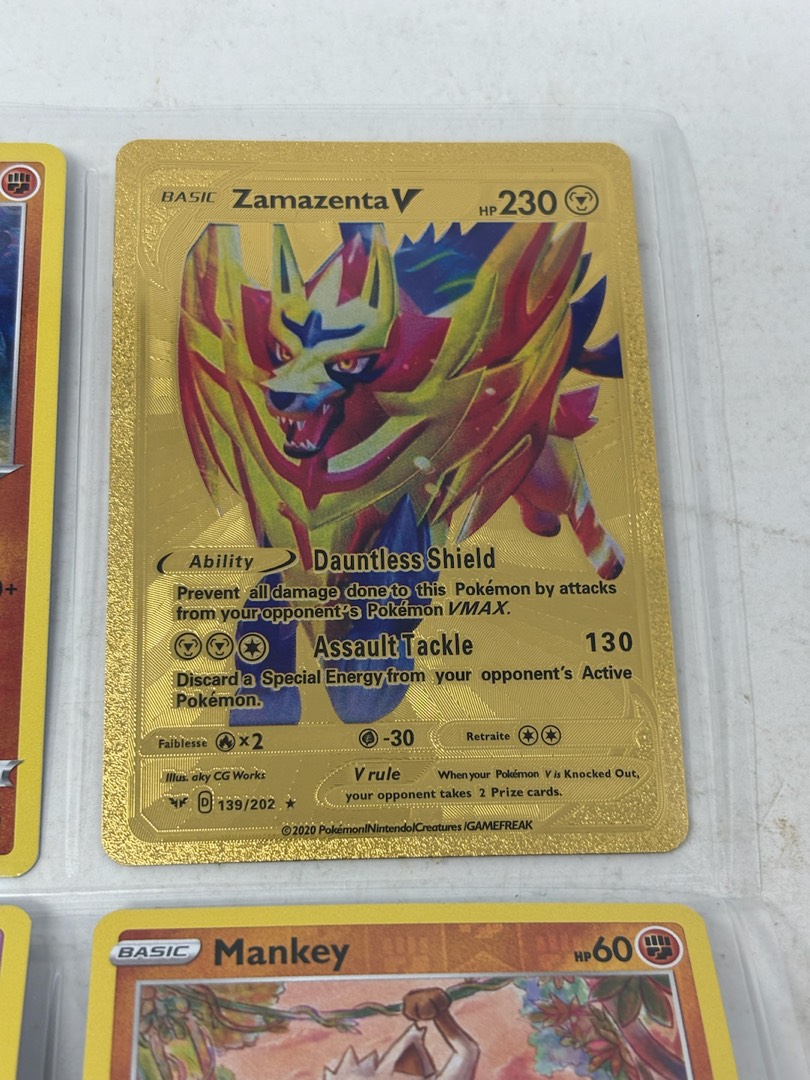 BASIC Zamazenta V HP 230
Ability Dauntless Shield
Prevent all damage done to this Pokémon by attacks
from your opponent's Pokémon VMAX.
Assault Tackle 130
Discard a Special Energy from your opponent's Active
Pokémon.
Faiblesse x2 -30 Retraite
Illus. aky CG Works V rule When your Pokémon V is Knocked Out,
your opponent takes 2 Prize cards.
D 139/202
©2020 Pokémon/Nintendo/Creatures /GAMEFREAK
0+
BASIC Mankey HP 60